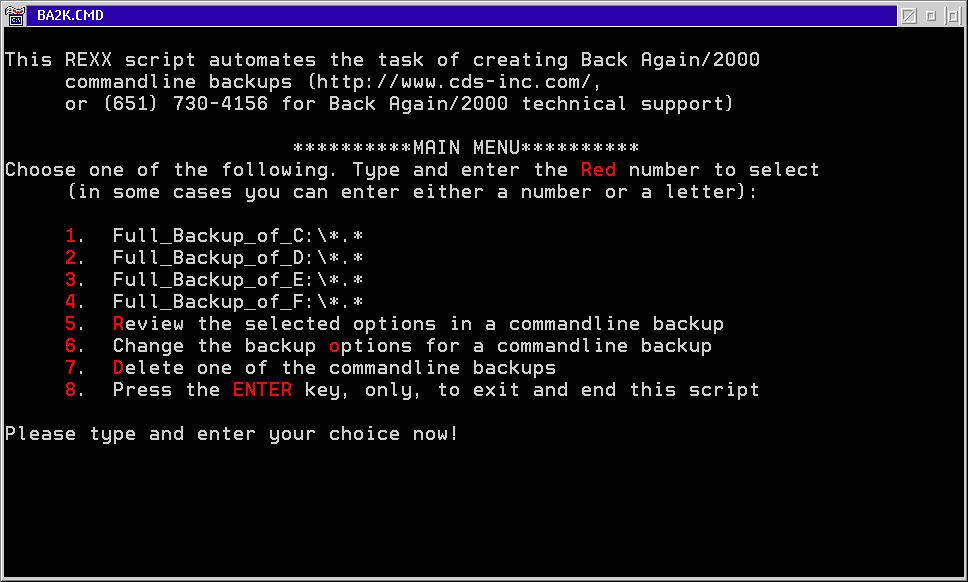 BA2K.CMD
This REXX script automates the task of creating Back Again/2000
commandline backups (http://www.cds-inc.com/,
or (651) 730-4156 for Back Again/2000 technical support)
**********MAIN MENU**********
Choose one of the following. Type and enter the Red number to select
(in some cases you can enter either a number or a letter):
1. Full_Backup_of_C:\*.*
2. Full_Backup_of_D:\*.*
3. Full_Backup_of_E:\*.*
4. Full_Backup_of_F:\*.*
5. Review the selected options in a commandline backup
6. Change the backup options for a commandline backup
7. Delete one of the commandline backups
8. Press the ENTER key, only, to exit and end this script
Please type and enter your choice now!